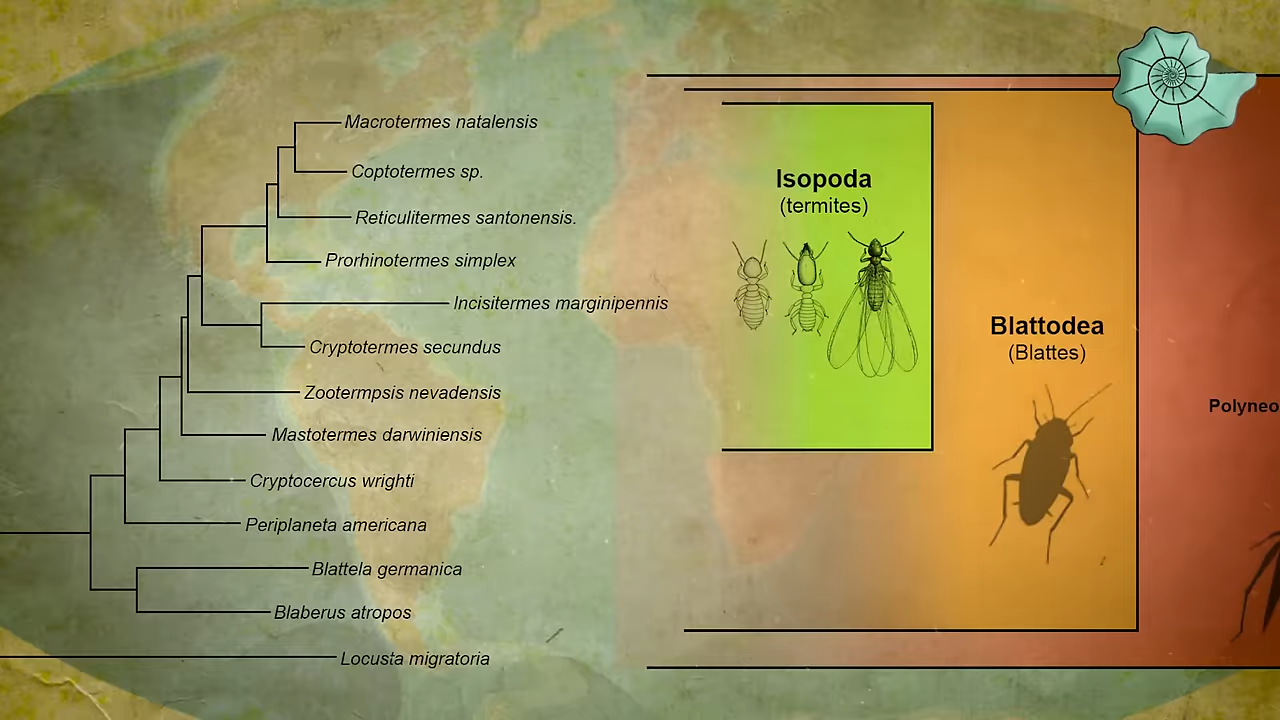 Macrotermes natalensis
Coptotermes sp.
Reticulitermes santonensis.
Prorhinotermes simplex
Incisitermes marginipennis
Cryptotermes secundus
Zootermpsis nevadensis
Mastotermes darwiniensis
Cryptocercus wrighti
Periplaneta americana
Blattela germanica
Blaberus atropos
Locusta migratoria
Isopoda
(termites)
Blattodea
(Blattes)
Polyneo